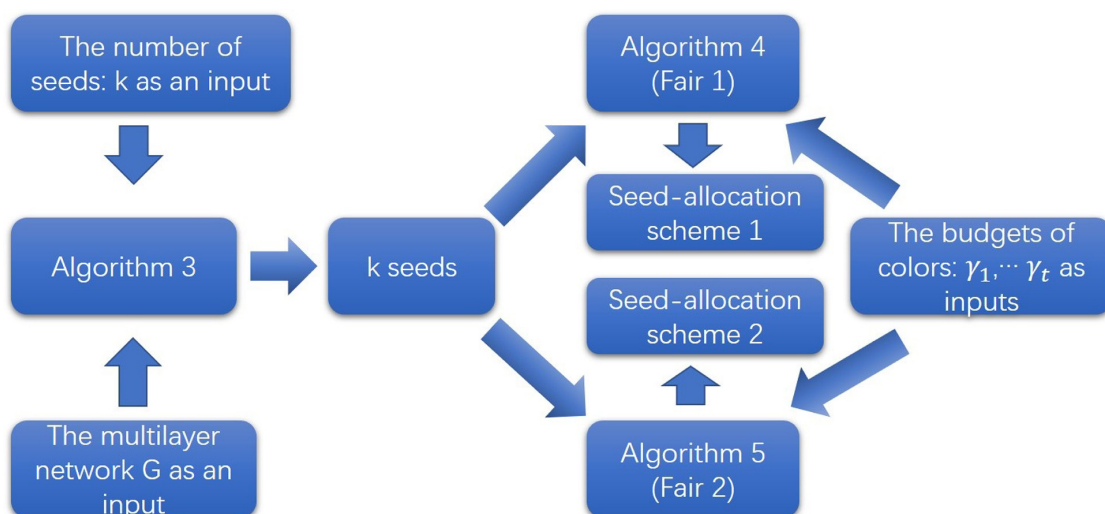 The number of
seeds: k as an input
Algorithm 3
The multilayer
network G as an
input
k seeds
Algorithm 4
(Fair 1)
Seed-allocation
scheme 1
Seed-allocation
scheme 2
Algorithm 5
(Fair 2)
The budgets of
colors: γ₁,⋯ γₜ as
inputs